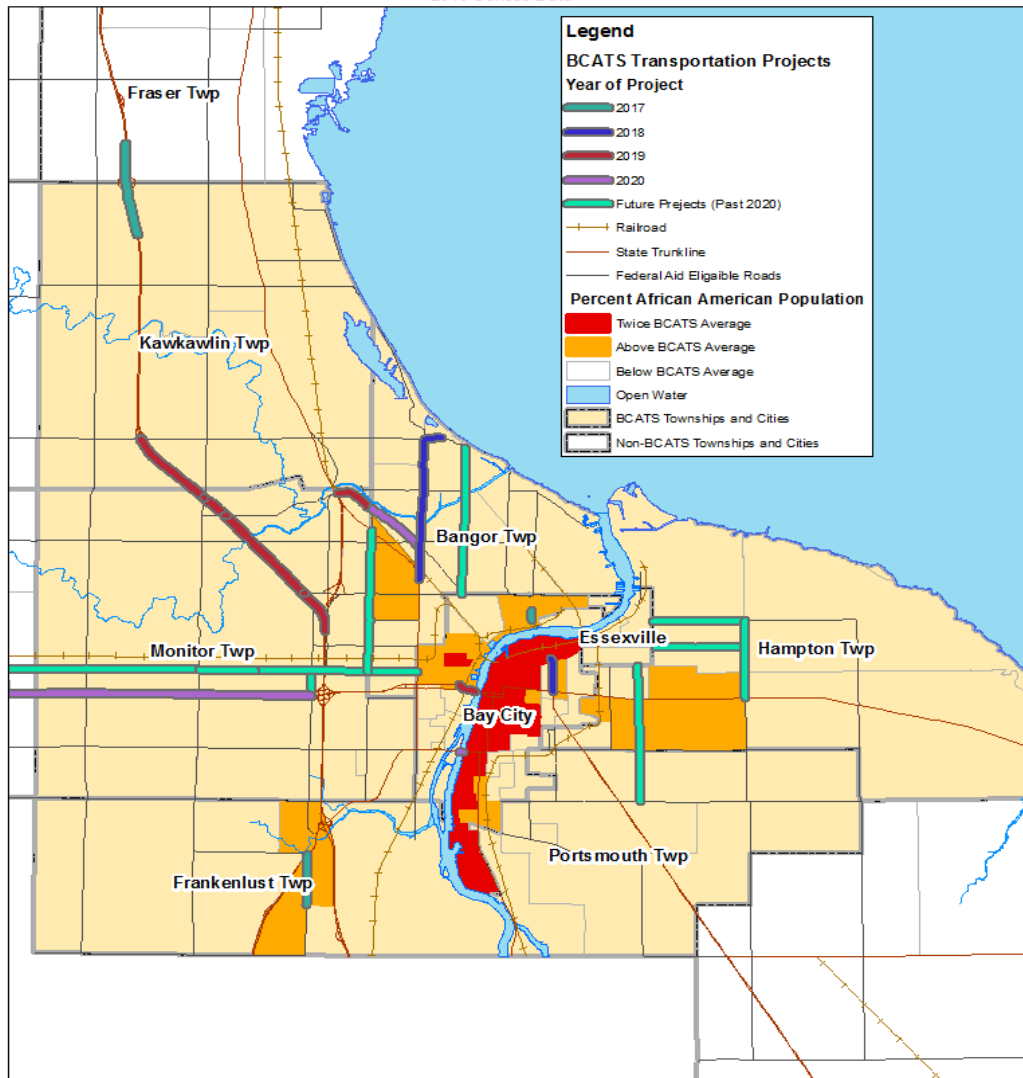 Legend
BCATS Transportation Projects
Year of Project
2017
2018
2019
2020
Future Prejects (Past 2020)
Railroad
State Trunkline
Federal Aid Eligaible Roads
Percent African American Population
Twice BCATS Average
Above BCATS Average
Below BCATS Average
Open Water
BCATS Townships and Cities
Non-BCATS Townships and Cities
Fraser Twp
Kawkawlin Twp
Bangor Twp
Essexville
Monitor Twp
Hampton Twp
Bay City
Portsmouth Twp
Frankenlust Twp